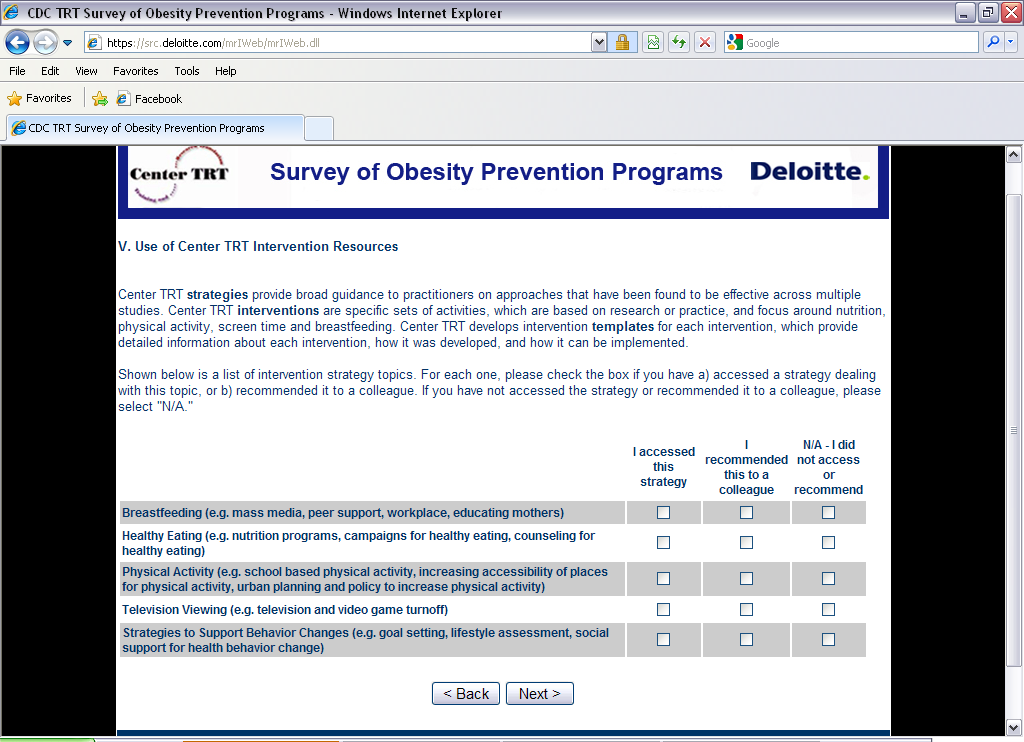 CDC TRT Survey of Obesity Prevention Programs - Windows Internet Explorer
https://src.deloitte.com/mrIWeb/mrIWeb.dll
Google
File Edit View Favorites Tools Help
Favorites Facebook
CDC TRT Survey of Obesity Prevention Programs
Center TRT
Survey of Obesity Prevention Programs
Deloitte.
V. Use of Center TRT Intervention Resources
Center TRT strategies provide broad guidance to practitioners on approaches that have been found to be effective across multiple
studies. Center TRT interventions are specific sets of activities, which are based on research or practice, and focus around nutrition,
physical activity, screen time and breastfeeding. Center TRT develops intervention templates for each intervention, which provide
detailed information about each intervention, how it was developed, and how it can be implemented.
Shown below is a list of intervention strategy topics. For each one, please check the box if you have a) accessed a strategy dealing
with this topic, or b) recommended it to a colleague. If you have not accessed the strategy or recommended it to a colleague, please
select "N/A."
I accessed
this
strategy
I
recommended
this to a
colleague
N/A - I did
not access
or
recommend
Breastfeeding (e.g. mass media, peer support, workplace, educating mothers)
Healthy Eating (e.g. nutrition programs, campaigns for healthy eating, counseling for
healthy eating)
Physical Activity (e.g. school based physical activity, increasing accessibility of places
for physical activity, urban planning and policy to increase physical activity)
Television Viewing (e.g. television and video game turnoff)
Strategies to Support Behavior Changes (e.g. goal setting, lifestyle assessment, social
support for health behavior change)
< Back Next >